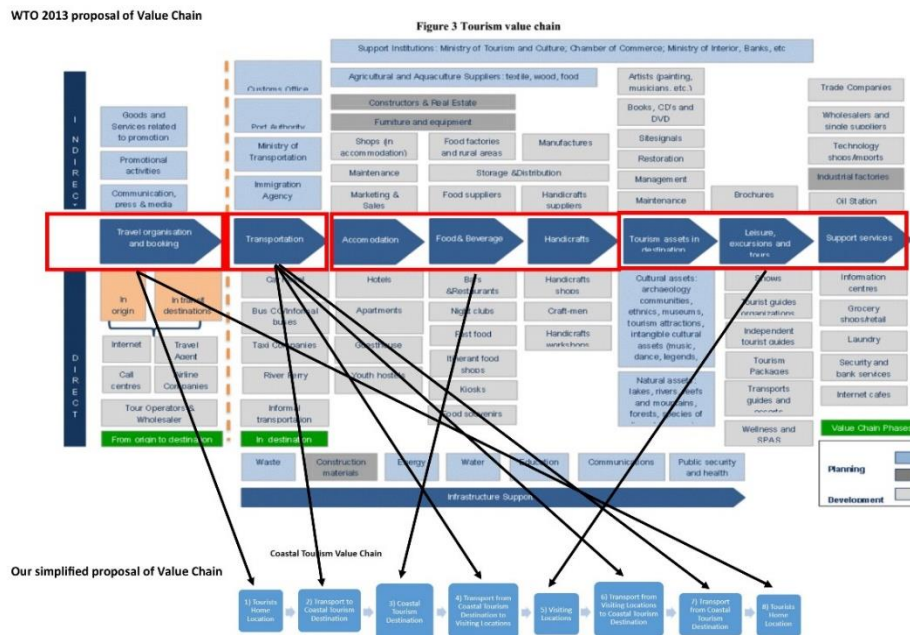 WTO 2013 proposal of Value Chain
Figure 3 Tourism value chain
Support Institutions: Ministry of Tourism and Culture, Chamber of Commerce, Ministry of Interior, Banks, etc
Customs Office
Agricultural and Aquaculture Suppliers: textile, wood, food
Artists (painting,
musicians, etc.)
Trade Companies
I NDIREC
Goods and
Services related
to promotion
Port Authority
Constructors & Real Estate
Furniture and equipment
Books, CD's and
DVD
Wholesalers and
single suppliers
Promotional
activities
Ministry of
Transportation
Shops (in
accommodation)
Food factories
and rural areas
Manufactures
Sitesignals
Restoration
Technology
shops/imports
Maintenance
Storage &Distribution
Management
Industrial factories
Communication,
press & media
Immigration
Agency
Marketing &
Sales
Food suppliers
Handicrafts
suppliers
Maintenance
Brochures
Oil Station
Travel organisation
and booking
Transportation
Accomodation
Food& Beverage
Handicrafts
Tourism assets in
destination
Leisure,
excursions and
tours
Support services
DIRECT
In
origin
In transit
destinations
Internet
Travel
Agent
Call
centres
Airline
Companies
Tour Operators &
Wholesaler
From origin to destination
Bus CO/Informal
buses
Taxi Companies
River Ferry
Informal
transportation
In destination
Hotels
Apartments
Guesthouse
Youth hostels
Bars
&Restaurants
Night clubs
Fast food
Itinerant food
shops
Kiosks
Food souvenirs
Handicrafts
shops
Craft-men
Handicrafts
workshops
Cultural assets:
archaeology
communities,
ethnics, museums,
tourism attractions,
intangible cultural
assets (music,
dance, legends,
Natural assets:
lakes, rivers, reefs
and mountains,
forests, species of
Shows
Tourist guides
organizations
Independent
tourist guides
Tourism
Packages
Transports
guides and
Wellness and
SPAS
Information
centres
Grocery
shops/retail
Laundry
Security and
bank services
Internet cafes
Value Chain Phases
Planning
Development
Waste
Construction
materials
Energy
Water
Education
Communications
Public security
and health
Infrastructure Support
Coastal Tourism Value Chain
Our simplified proposal of Value Chain
1) Tourists
Home
Location
2) Transport to
Coastal Tourism
Destination
3) Coastal
Tourism
Destination
4) Transport from
Coastal Tourism
Destination to
Visiting Locations
5) Visiting
Locations
6) Transport from
Visiting Locations
to Coastal Tourism
Destination
7) Transport from
Coastal Tourism
Destination
8) Tourists
Home
Location